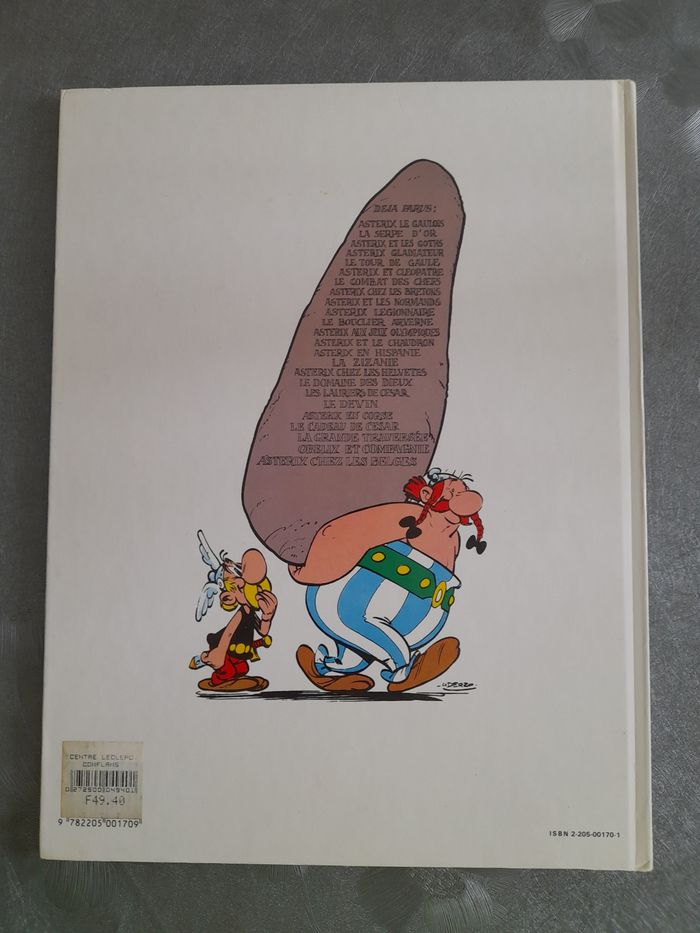 DEJA PARUS :
ASTERIX LE GAULOIS
LA SERPE D'OR
ASTERIX ET LES GOTHS
ASTERIX GLADIATEUR
LE TOUR DE GAULE
ASTERIX ET CLEOPATRE
LE COMBAT DES CHEFS
ASTERIX CHEZ LES BRETONS
ASTERIX ET LES NORMANDS
ASTERIX LEGIONNAIRE
LE BOUCLIER ARVERNE
ASTERIX AUX JEUX OLYMPIQUES
ASTERIX ET LE CHAUDRON
ASTERIX EN HISPANIE
LA ZIZANIE
ASTERIX CHEZ LES HELVETES
LE DOMAINE DES DIEUX
LES LAURIERS DE CESAR
LE DEVIN
ASTERIX EN CORSE
LE CADEAU DE CESAR
LA GRANDE TRAVERSÉE
OBELIX ET COMPAGNIE
ASTERIX CHEZ LES BELGES
UDERZO
CENTRE LECLERC
CONFLANS
0272500049401
F49.40
9 782205 001709
ISBN 2-205-00170-1